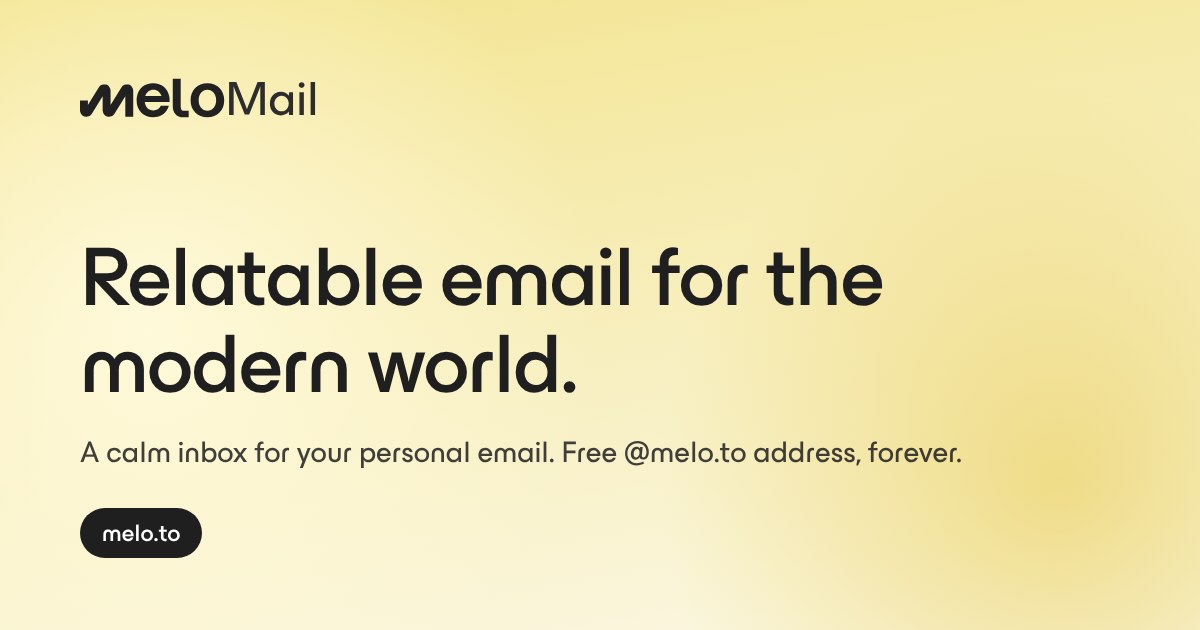 meloMail
Relatable email for the
modern world.
A calm inbox for your personal email. Free @melo.to address, forever.
melo.to